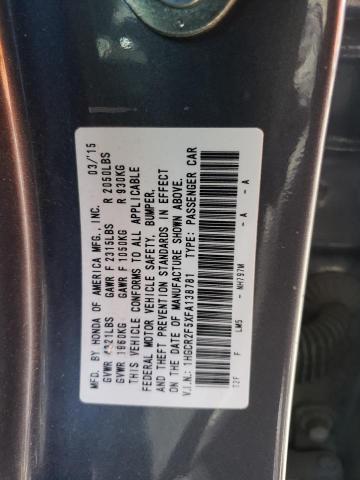 MFD. BY HONDA OF AMERICA MFG., INC. 03/15
GVWR 4321LBS GAWR F 2315LBS R 2050LBS
GVWR 1960KG GAWR F 1050KG R 930KG
THIS VEHICLE CONFORMS TO ALL APPLICABLE
FEDERAL MOTOR VEHICLE SAFETY, BUMPER,
AND THEFT PREVENTION STANDARDS IN EFFECT
ON THE DATE OF MANUFACTURE SHOWN ABOVE.
V.I.N.: 1HGCR2F5XFA138781 TYPE: PASSENGER CAR
F LM5 - NH797M - A - A
T2F